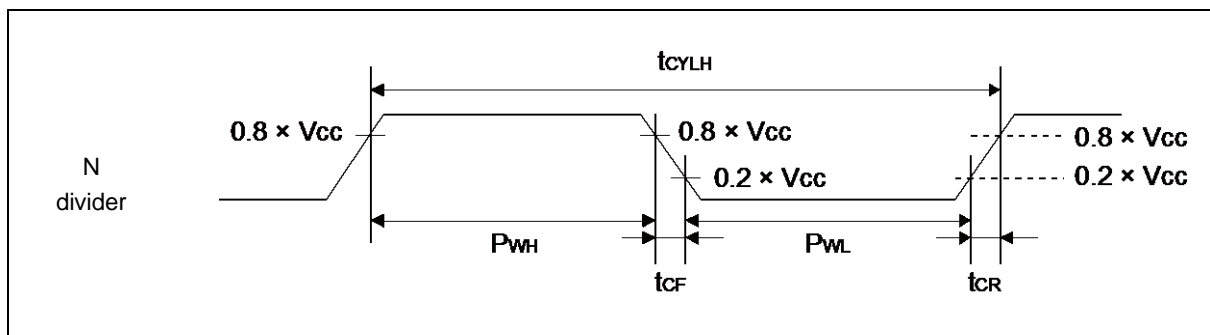 tCYLH
0.8 × Vcc
0.8 × Vcc
0.8 × Vcc
N
divider
0.2 × Vcc
0.2 × Vcc
PWH
PWL
tCF
tCR